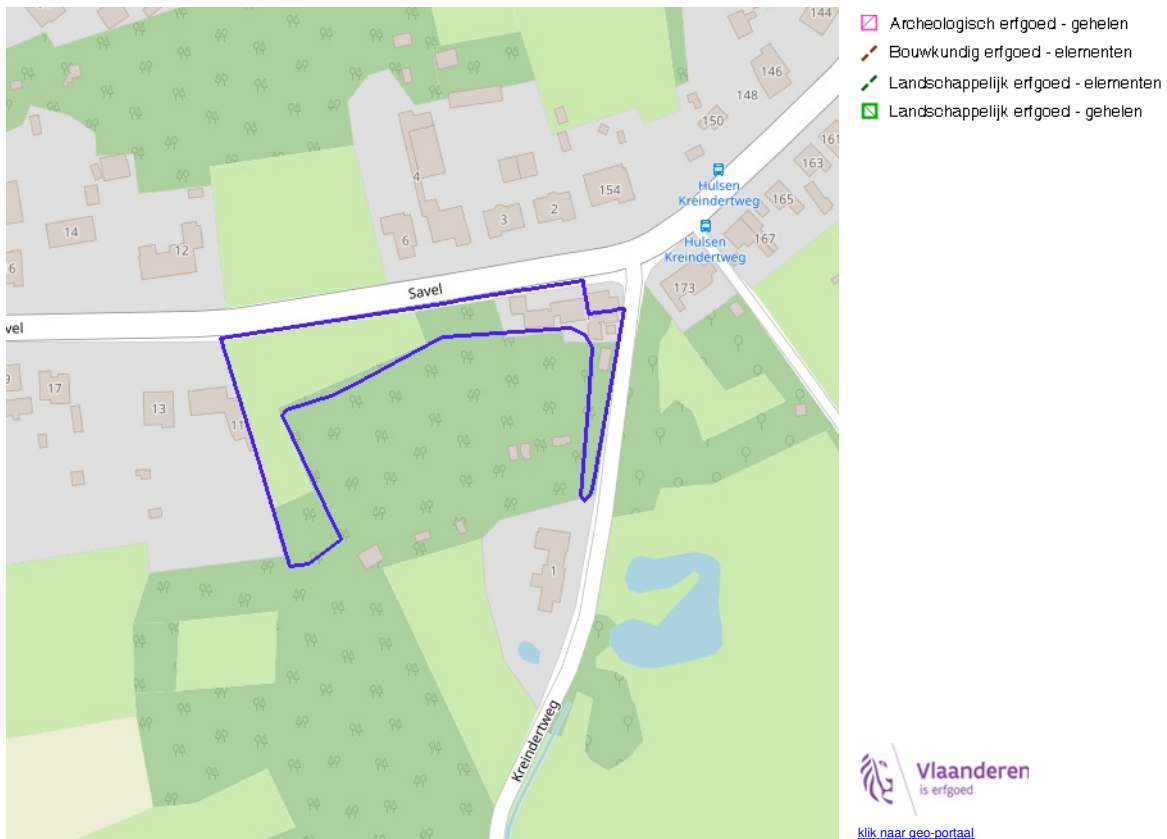 144
146
148
150
161
163
165
167
Hulsen
Kreindertweg
Hulsen
Kreindertweg
4
154
2
3
6
14
12
6
173
Savel
vel
9
17
13
11
1
Kreindertweg
Archeologisch erfgoed - gehelen
Bouwkundig erfgoed - elementen
Landschappelijk erfgoed - elementen
Landschappelijk erfgoed - gehelen
Vlaanderen
is erfgoed
klik naar geo-portaal